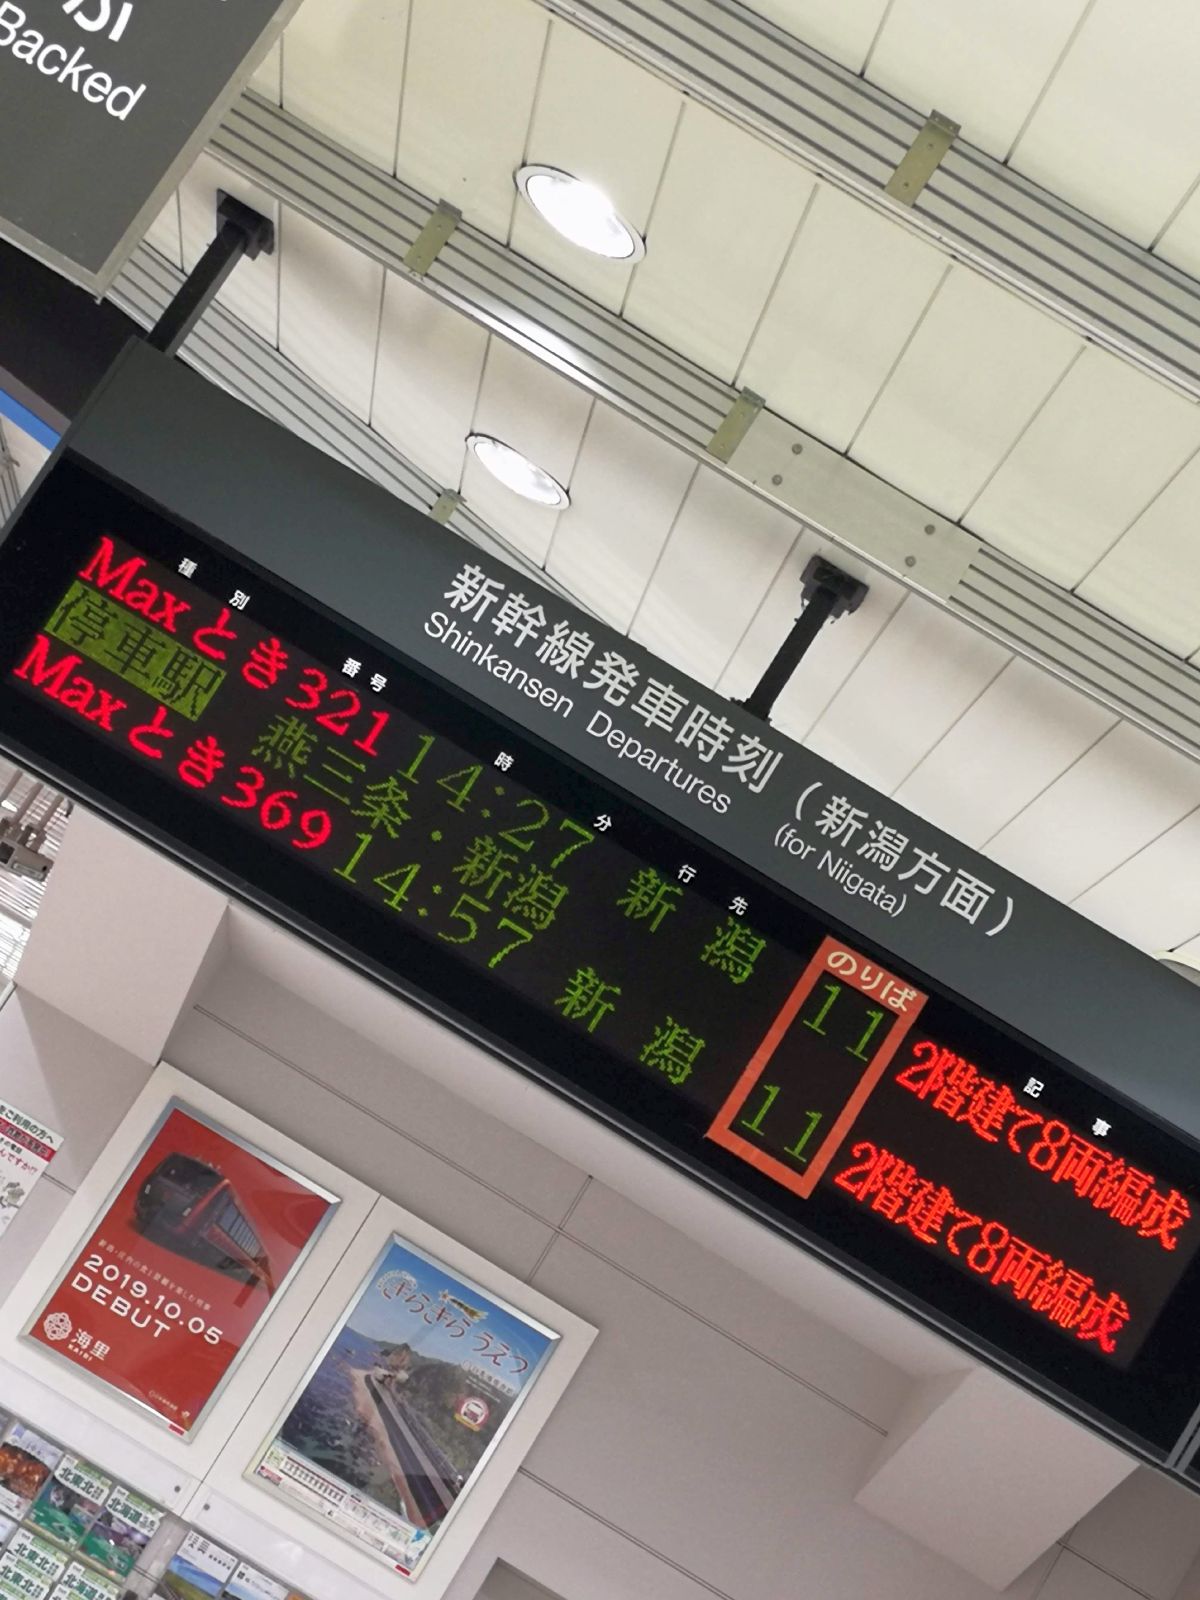 Backed
新幹線発車時刻（新潟方面）
Shinkansen Departures (for Niigata)
種別 番号 時分 行先 のりば 記事
Maxとき321 14:27 新潟 11 2階建て8両編成
停車駅 燕三条・新潟
Maxとき369 14:57 新潟 11 2階建て8両編成
2019.10.05
DEBUT
海里
KAIRI
きらきらうえつ
北東北
北海道
北東北